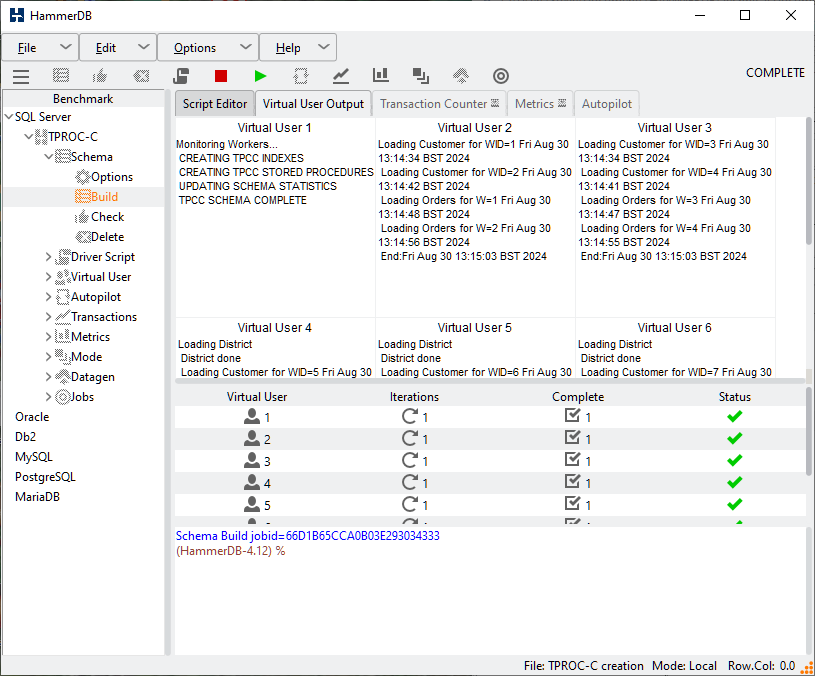 HammerDB
File Edit Options Help
COMPLETE
Benchmark
SQL Server
TPROC-C
Schema
Options
Build
Check
Delete
Driver Script
Virtual User
Autopilot
Transactions
Metrics
Mode
Datagen
Jobs
Oracle
Db2
MySQL
PostgreSQL
MariaDB
Script Editor Virtual User Output Transaction Counter Metrics Autopilot
Virtual User 1
Monitoring Workers...
CREATING TPCC INDEXES
CREATING TPCC STORED PROCEDURES
UPDATING SCHEMA STATISTICS
TPCC SCHEMA COMPLETE
Virtual User 2
Loading Customer for WID=1 Fri Aug 30
13:14:34 BST 2024
Loading Customer for WID=2 Fri Aug 30
13:14:42 BST 2024
Loading Orders for W=1 Fri Aug 30
13:14:48 BST 2024
Loading Orders for W=2 Fri Aug 30
13:14:56 BST 2024
End:Fri Aug 30 13:15:03 BST 2024
Virtual User 3
Loading Customer for WID=3 Fri Aug 30
13:14:34 BST 2024
Loading Customer for WID=4 Fri Aug 30
13:14:41 BST 2024
Loading Orders for W=3 Fri Aug 30
13:14:47 BST 2024
Loading Orders for W=4 Fri Aug 30
13:14:55 BST 2024
End:Fri Aug 30 13:15:03 BST 2024
Virtual User 4
Loading District
District done
Loading Customer for WID=5 Fri Aug 30
Virtual User 5
Loading District
District done
Loading Customer for WID=6 Fri Aug 30
Virtual User 6
Loading District
District done
Loading Customer for WID=7 Fri Aug 30
Virtual User Iterations Complete Status
1 1 1
2 1 1
3 1 1
4 1 1
5 1 1
Schema Build jobid=66D1B65CCA0B03E293034333
(HammerDB-4.12) %
File: TPROC-C creation Mode: Local Row.Col: 0.0